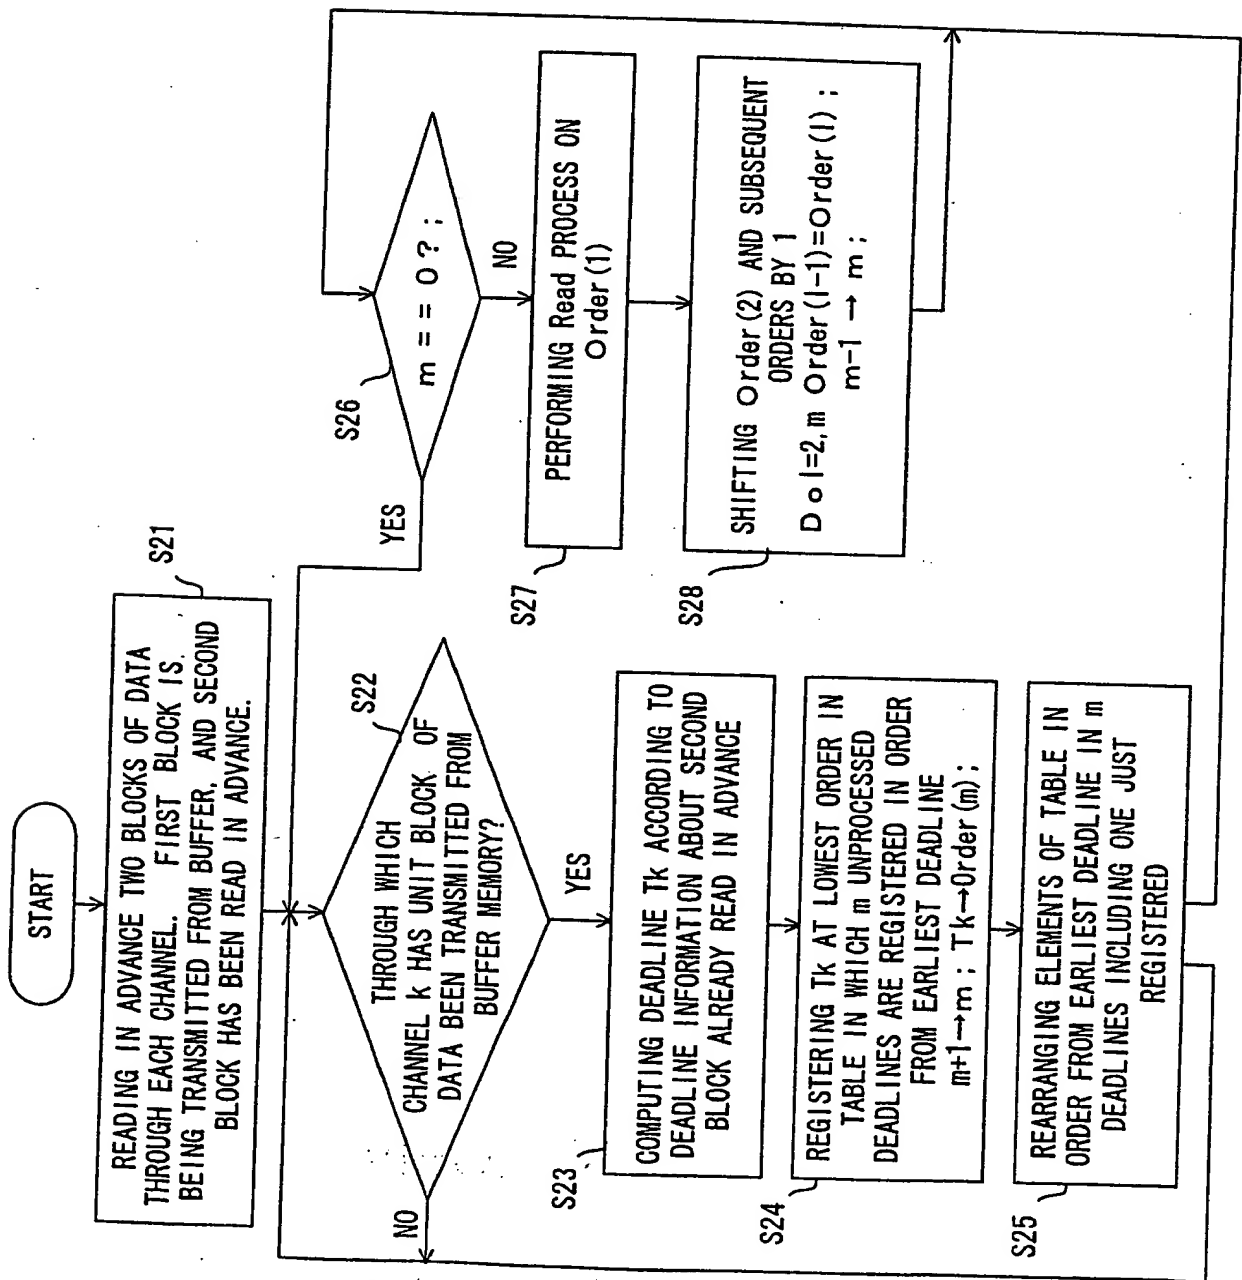 START
READING IN ADVANCE TWO BLOCKS OF DATA
THROUGH EACH CHANNEL. FIRST BLOCK IS
BEING TRANSMITTED FROM BUFFER, AND SECOND
BLOCK HAS BEEN READ IN ADVANCE.
S21
THROUGH WHICH
CHANNEL k HAS UNIT BLOCK OF
DATA BEEN TRANSMITTED FROM
BUFFER MEMORY?
S22
NO
YES
COMPUTING DEADLINE Tk ACCORDING TO
DEADLINE INFORMATION ABOUT SECOND
BLOCK ALREADY READ IN ADVANCE
S23
REGISTERING Tk AT LOWEST ORDER IN
TABLE IN WHICH m UNPROCESSED
DEADLINES ARE REGISTERED IN ORDER
FROM EARLIEST DEADLINE
m+1→m; Tk→Order(m);
S24
REARRANGING ELEMENTS OF TABLE IN
ORDER FROM EARLIEST DEADLINE IN m
DEADLINES INCLUDING ONE JUST
REGISTERED
S25
S26
m == 0?;
YES
NO
PERFORMING Read PROCESS ON
Order(1)
S27
SHIFTING Order(2) AND SUBSEQUENT
ORDERS BY 1
Do l=2,m Order(l-1)=Order(l);
m-1 → m;
S28